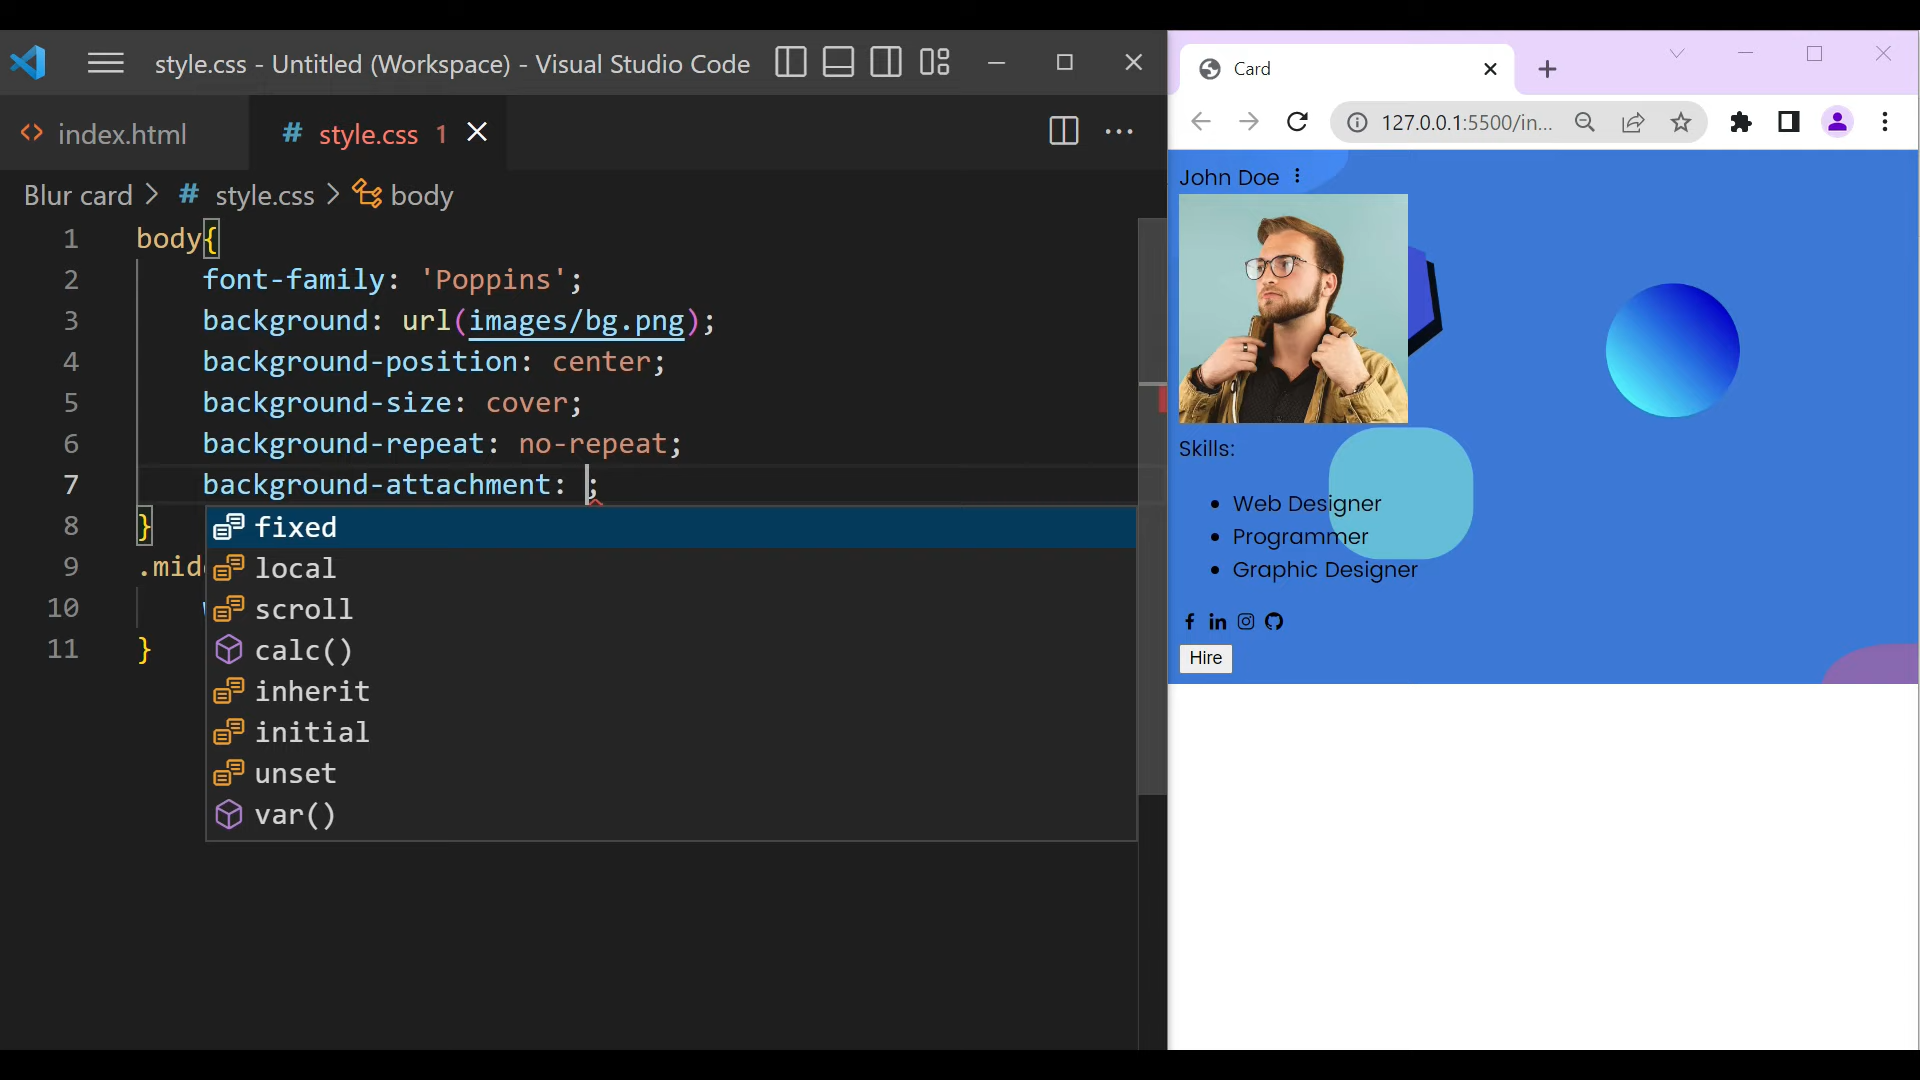 style.css - Untitled (Workspace) - Visual Studio Code
index.html
# style.css 1
Blur card > # style.css > body
1 body{
2 font-family: 'Poppins';
3 background: url(images/bg.png);
4 background-position: center;
5 background-size: cover;
6 background-repeat: no-repeat;
7 background-attachment: ;
8 }
9 .mid
10
11 }
fixed
local
scroll
calc()
inherit
initial
unset
var()
Card
127.0.0.1:5500/in...
John Doe
Skills:
• Web Designer
• Programmer
• Graphic Designer
Hire